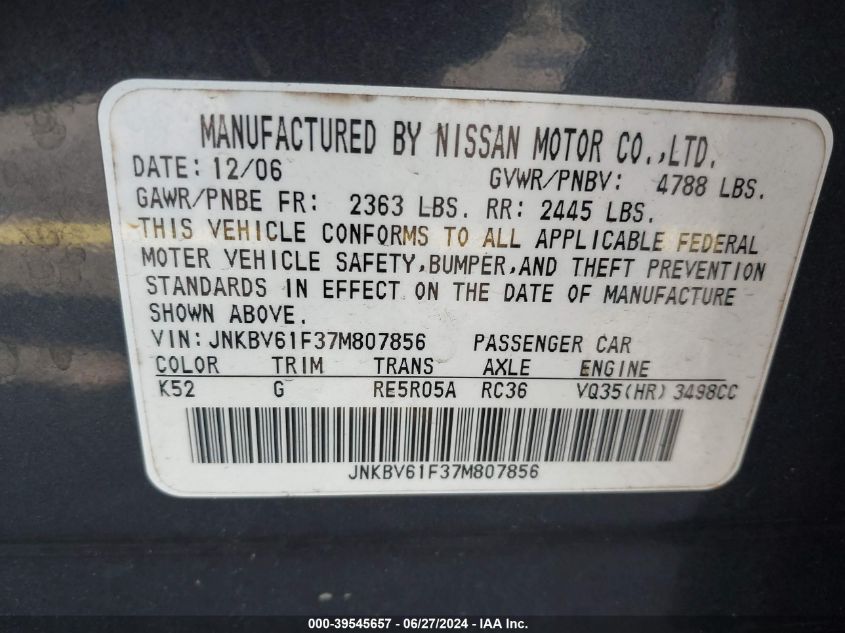 MANUFACTURED BY NISSAN MOTOR CO.,LTD.
DATE: 12/06 GVWR/PNBV: 4788 LBS.
GAWR/PNBE FR: 2363 LBS. RR: 2445 LBS.
THIS VEHICLE CONFORMS TO ALL APPLICABLE FEDERAL
MOTER VEHICLE SAFETY,BUMPER,AND THEFT PREVENTION
STANDARDS IN EFFECT ON THE DATE OF MANUFACTURE
SHOWN ABOVE.
VIN:JNKBV61F37M807856 PASSENGER CAR
COLOR TRIM TRANS AXLE ENGINE
K52 G RE5R05A RC36 VQ35(HR) 3498CC
JNKBV61F37M807856
000-39545657 - 06/27/2024 - IAAI.com